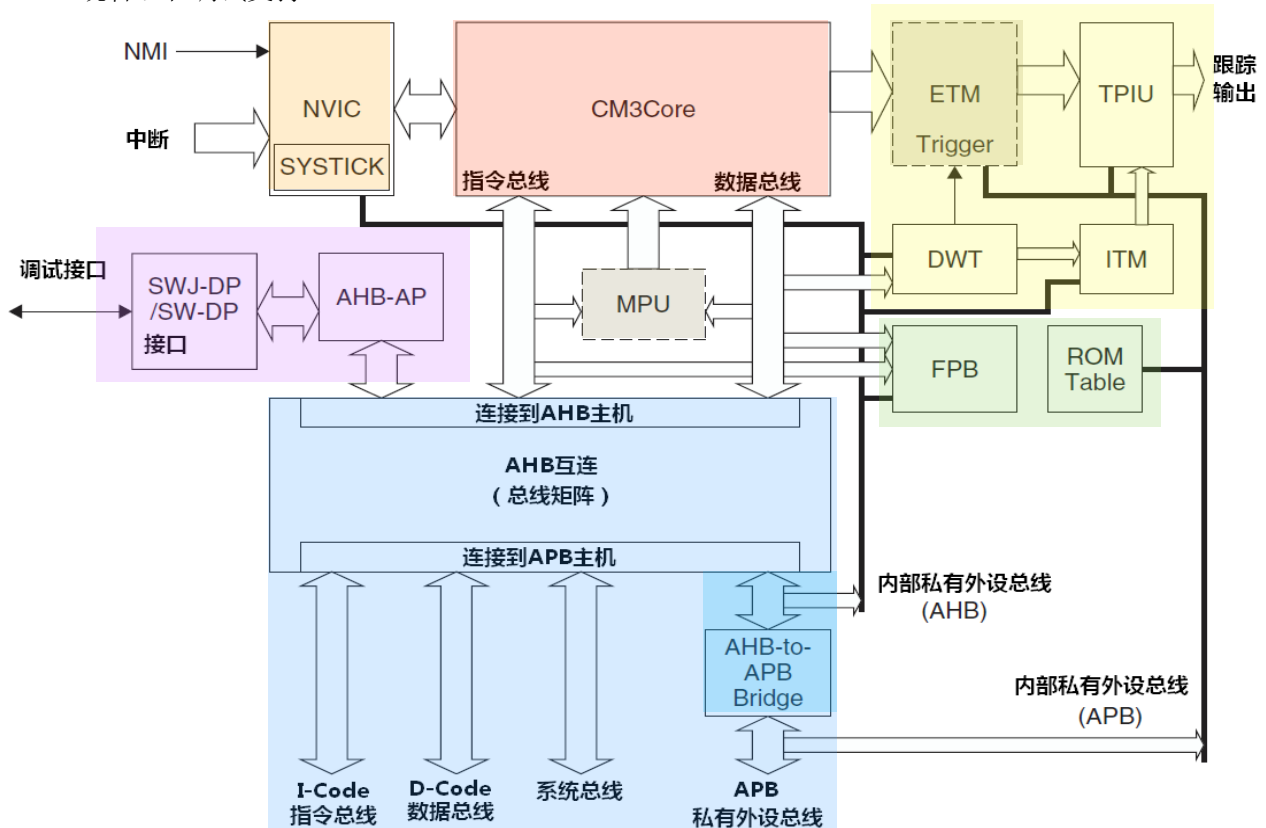 NMI
中断
NVIC
SYSTICK
CM3Core
指令总线
数据总线
ETM
Trigger
TPIU
跟踪
输出
调试接口
SWJ-DP
/SW-DP
接口
AHB-AP
MPU
DWT
ITM
FPB
ROM
Table
连接到AHB主机
AHB互连
(总线矩阵)
连接到APB主机
内部私有外设总线
(AHB)
AHB-to-
APB
Bridge
内部私有外设总线
(APB)
I-Code
指令总线
D-Code
数据总线
系统总线
APB
私有外设总线